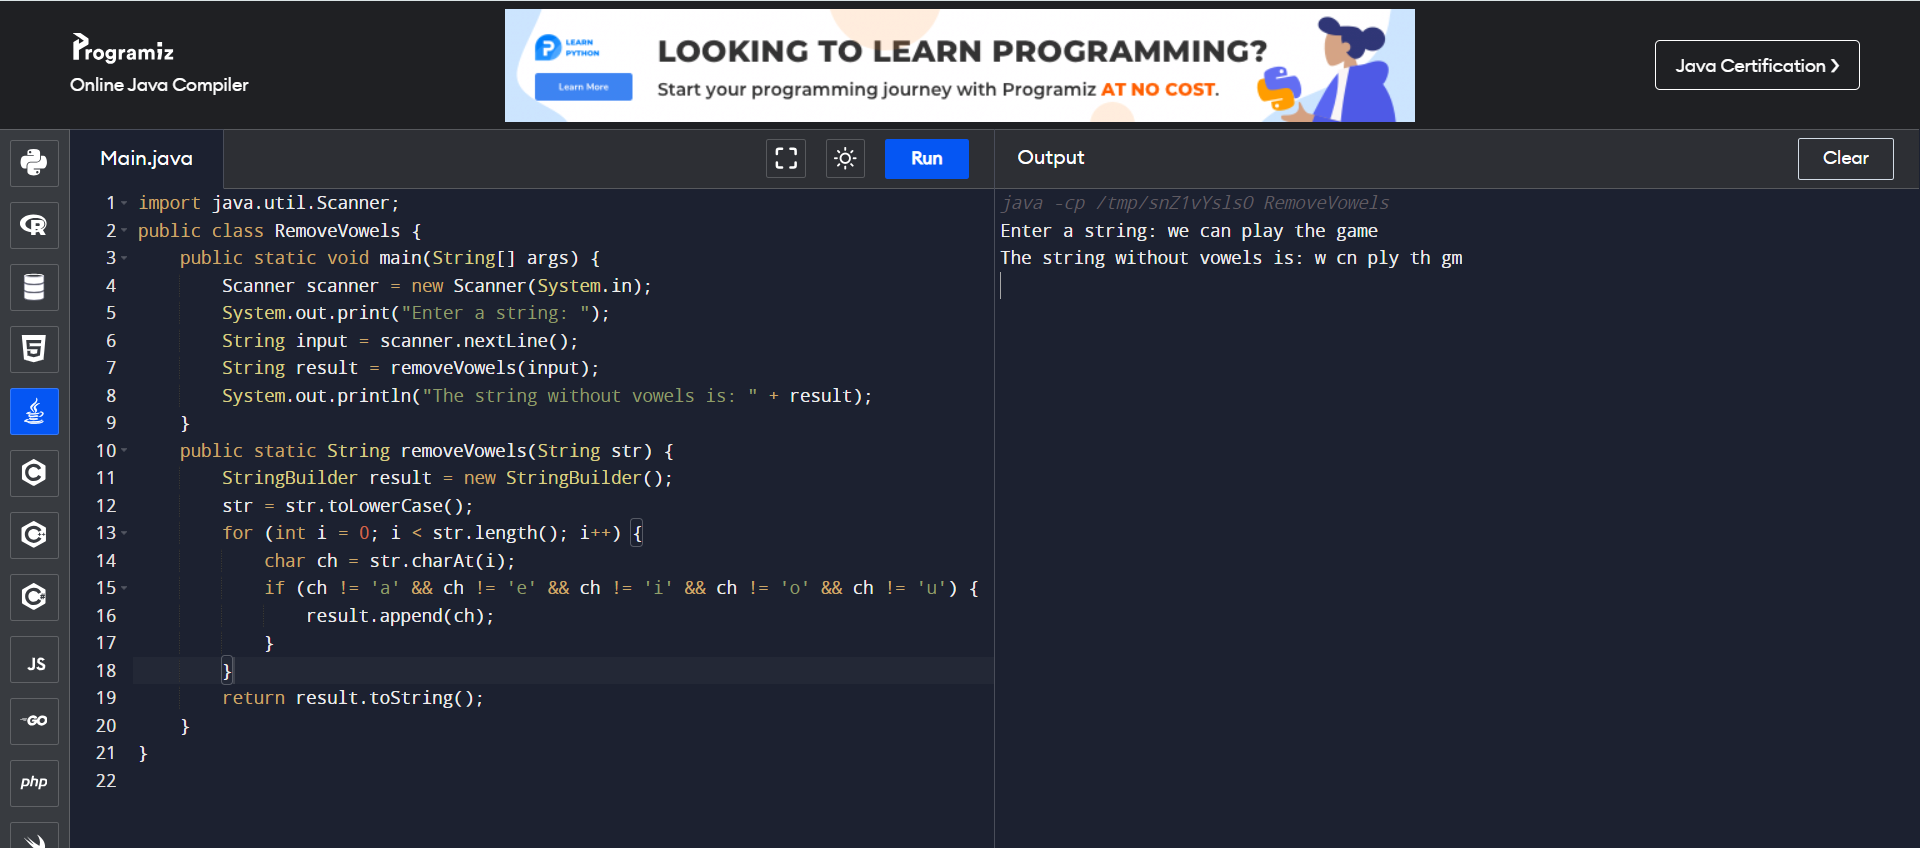 Programiz
Online Java Compiler
LEARN
PYTHON
Learn More
LOOKING TO LEARN PROGRAMMING?
Start your programming journey with Programiz AT NO COST.
Java Certification ❯
Main.java
Run
Output
Clear
1 import java.util.Scanner;
2 public class RemoveVowels {
3     public static void main(String[] args) {
4         Scanner scanner = new Scanner(System.in);
5         System.out.print("Enter a string: ");
6         String input = scanner.nextLine();
7         String result = removeVowels(input);
8         System.out.println("The string without vowels is: " + result);
9     }
10     public static String removeVowels(String str) {
11         StringBuilder result = new StringBuilder();
12         str = str.toLowerCase();
13         for (int i = 0; i < str.length(); i++) {
14             char ch = str.charAt(i);
15             if (ch != 'a' && ch != 'e' && ch != 'i' && ch != 'o' && ch != 'u') {
16                 result.append(ch);
17             }
18         }
19         return result.toString();
20     }
21 }
22
java -cp /tmp/snZ1vYslsO RemoveVowels
Enter a string: we can play the game
The string without vowels is: w cn ply th gm
R
5
C
C
C
JS
GO
php